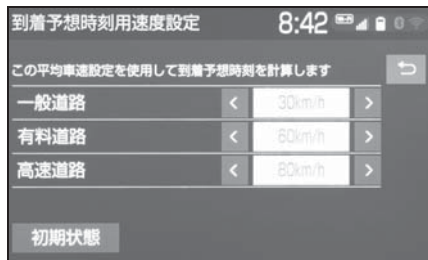 到着予想時刻用速度設定 8:42
この平均車速設定を使用して到着予想時刻を計算します
一般道路 < 30km/h >
有料道路 < 60km/h >
高速道路 < 80km/h >
初期状態